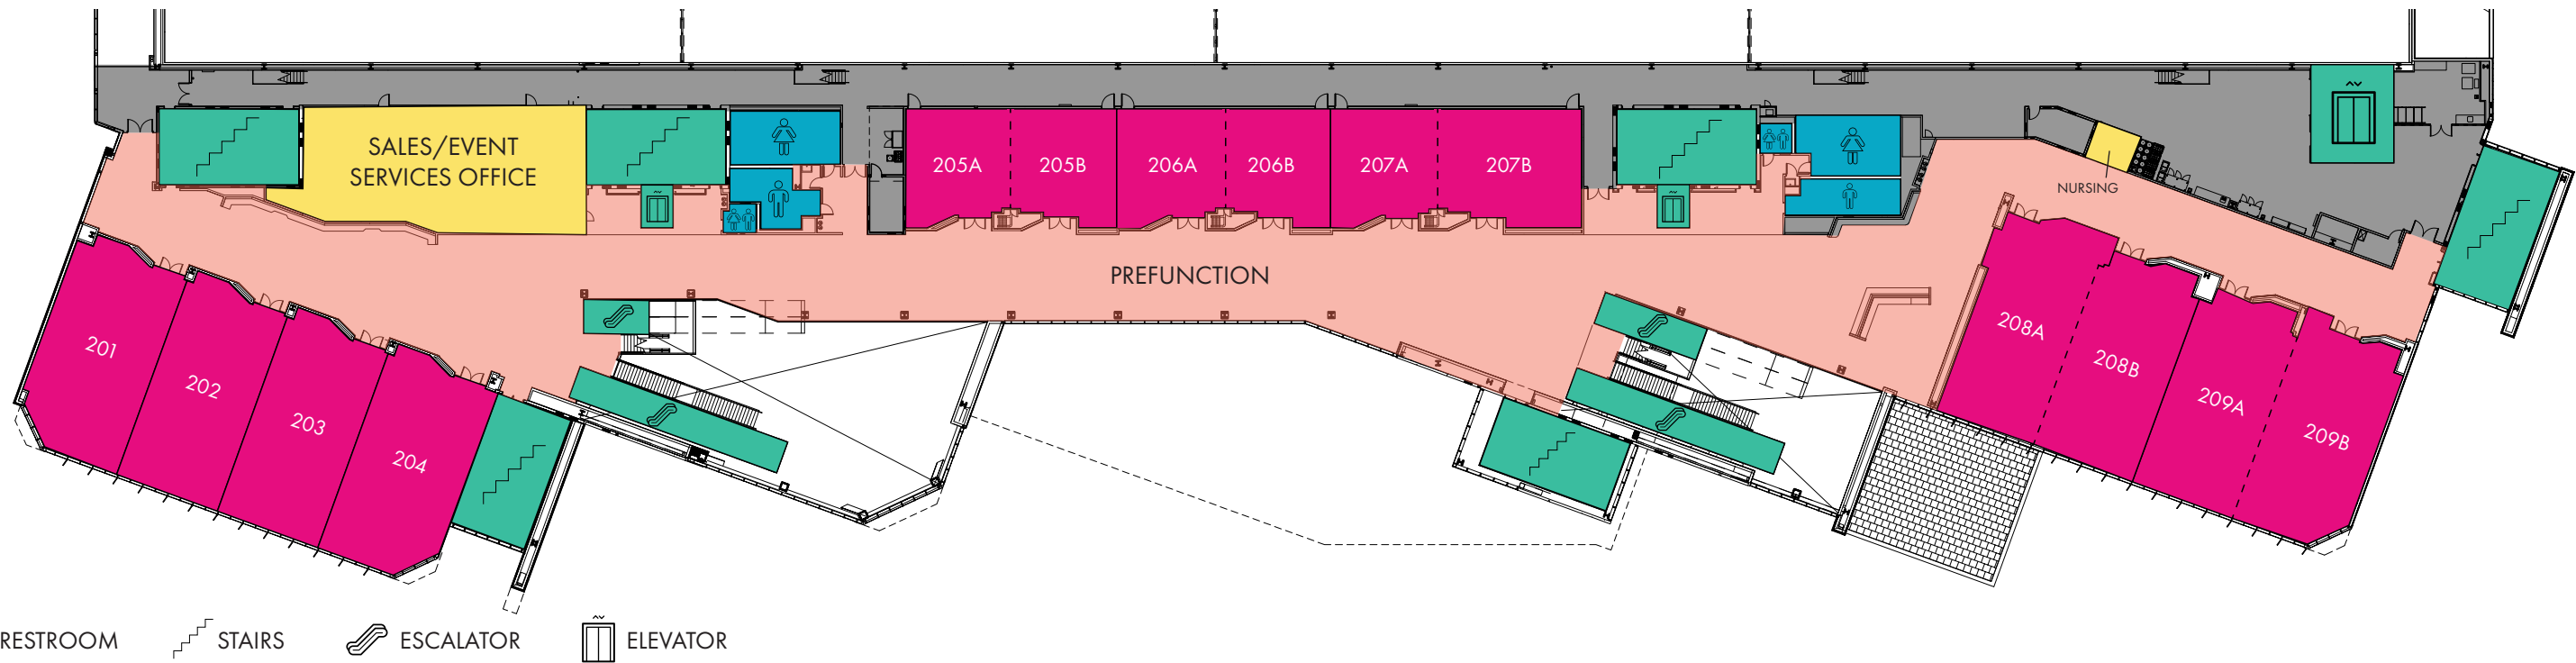 SALES/EVENT
SERVICES OFFICE
205A
205B
206A
206B
207A
207B
NURSING
PREFUNCTION
201
202
203
204
208A
208B
209A
209B
RESTROOM
STAIRS
ESCALATOR
ELEVATOR